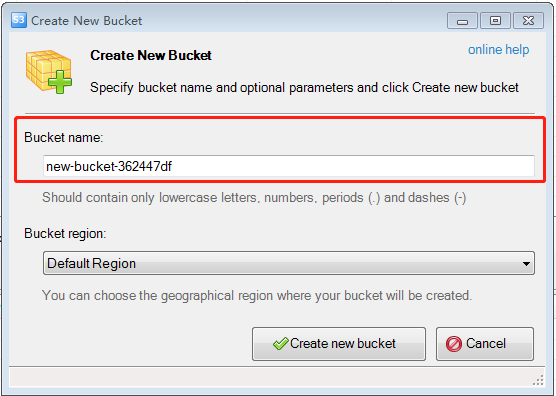 S3 Create New Bucket
Create New Bucket
online help
Specify bucket name and optional parameters and click Create new bucket
Bucket name:
new-bucket-362447df
Should contain only lowercase letters, numbers, periods (.) and dashes (-)
Bucket region:
Default Region
You can choose the geographical region where your bucket will be created.
Create new bucket
Cancel